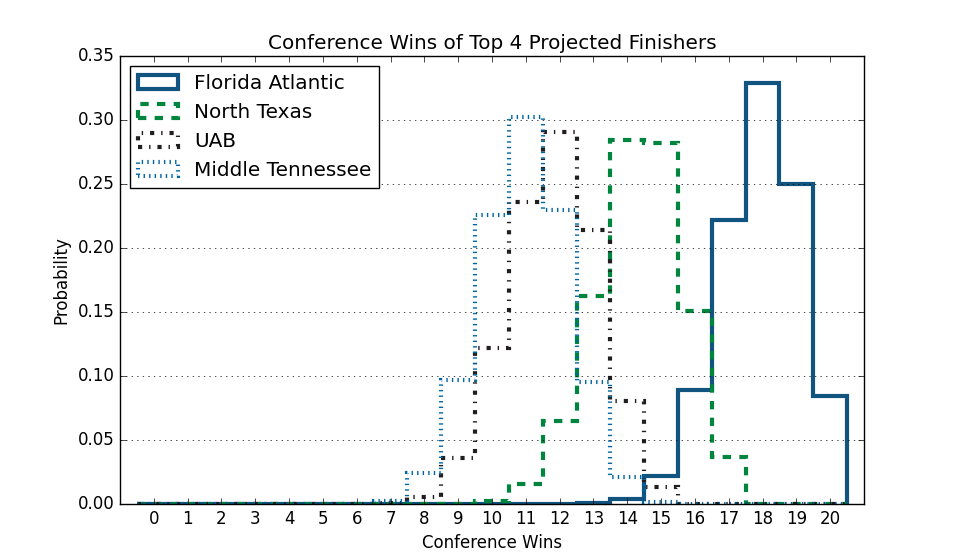 Conference Wins of Top 4 Projected Finishers
0.35
0.30
0.25
0.20
0.15
0.10
0.05
0.00
Probability
Florida Atlantic
North Texas
UAB
Middle Tennessee
0 1 2 3 4 5 6 7 8 9 10 11 12 13 14 15 16 17 18 19 20
Conference Wins